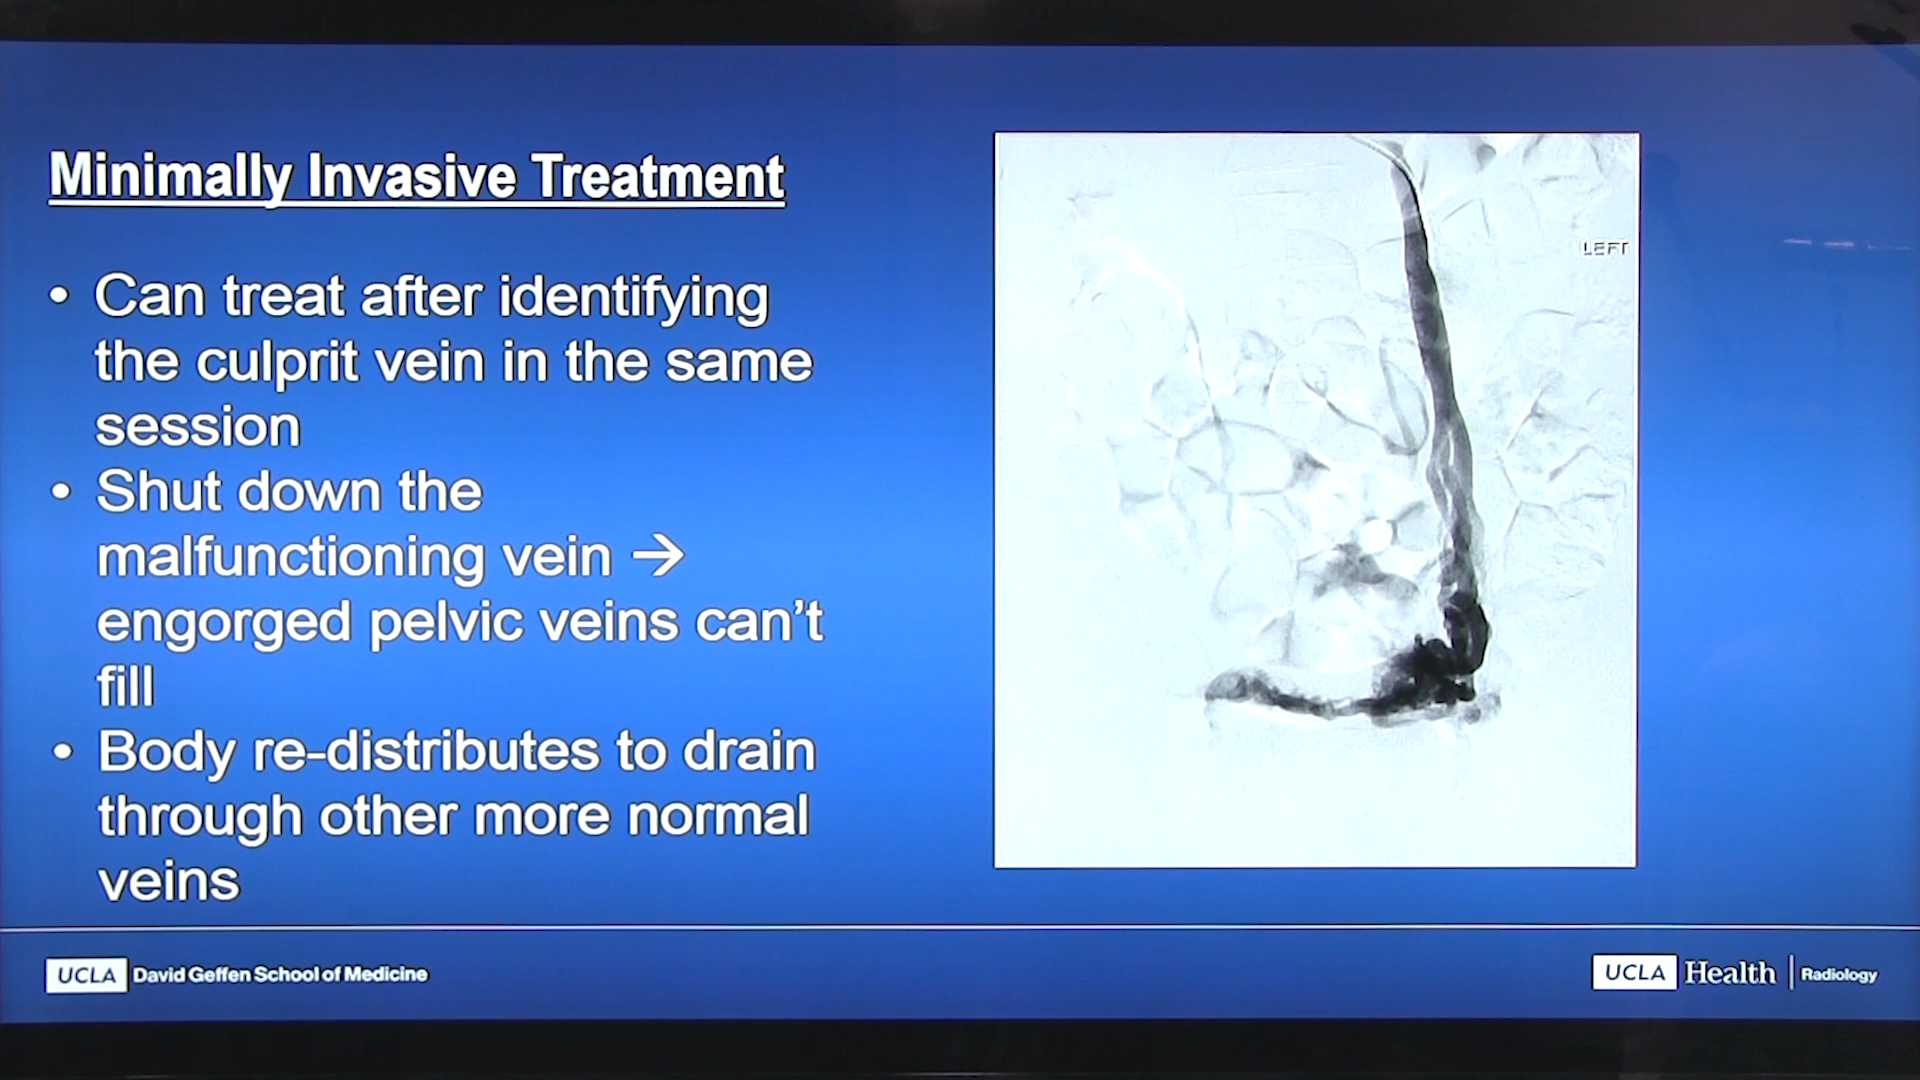 Minimally Invasive Treatment
• Can treat after identifying
the culprit vein in the same
session
• Shut down the
malfunctioning vein →
engorged pelvic veins can't
fill
• Body re-distributes to drain
through other more normal
veins
LEFT
UCLA David Geffen School of Medicine
UCLA Health | Radiology